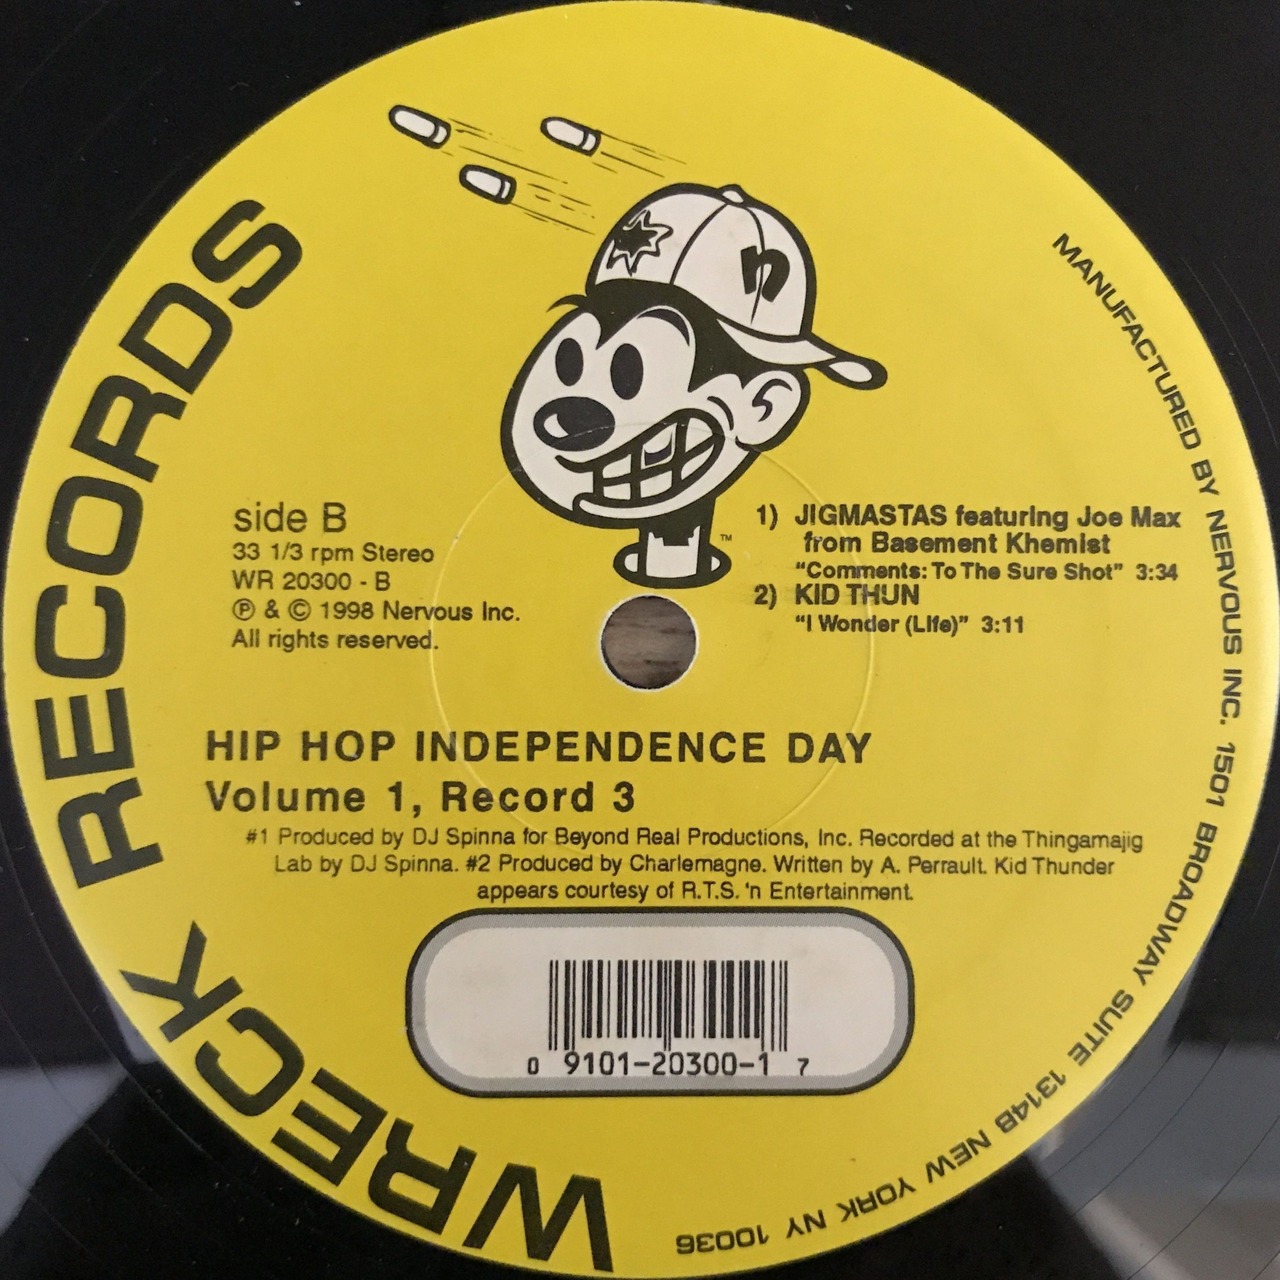 WRECK RECORDS
n
TM
MANUFACTURED BY NERVOUS INC. 1501 BROADWAY SUITE 1314B NEW YORK NY 10036
side B
33 1/3 rpm Stereo
WR 20300 - B
℗ & © 1998 Nervous Inc.
All rights reserved.
1) JIGMASTAS featuring Joe Max
from Basement Khemist
"Comments: To The Sure Shot" 3:34
2) KID THUN
"I Wonder (Life)" 3:11
HIP HOP INDEPENDENCE DAY
Volume 1, Record 3
#1 Produced by DJ Spinna for Beyond Real Productions, Inc. Recorded at the Thingamajig
Lab by DJ Spinna. #2 Produced by Charlemagne. Written by A. Perrault. Kid Thunder
appears courtesy of R.T.S. 'n Entertainment.
0 9101-20300-1 7